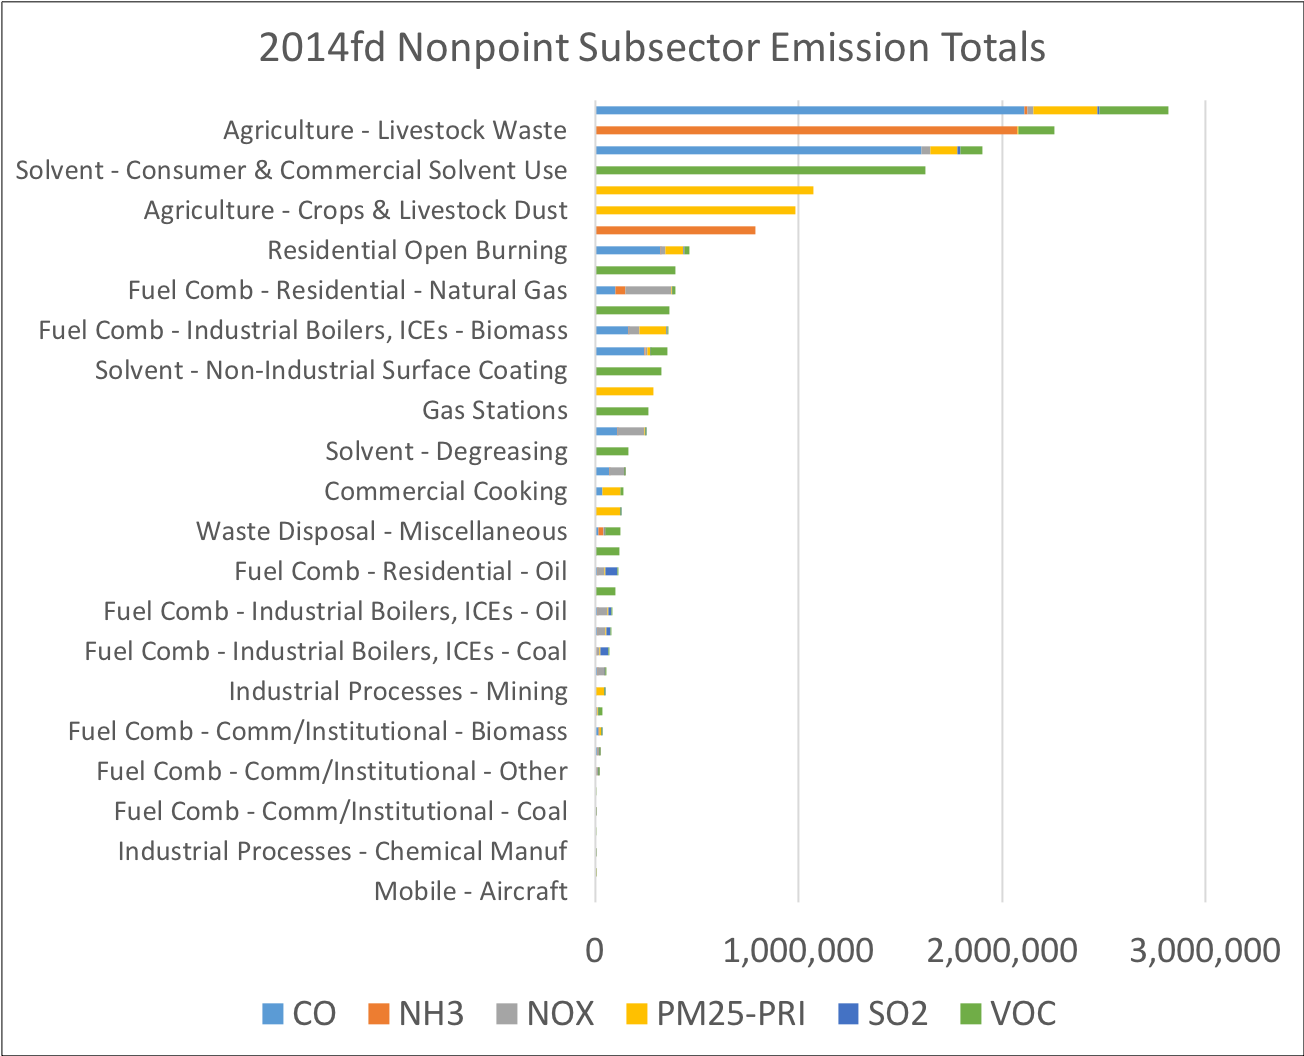 2014fd Nonpoint Subsector Emission Totals
Agriculture - Livestock Waste
Solvent - Consumer & Commercial Solvent Use
Agriculture - Crops & Livestock Dust
Residential Open Burning
Fuel Comb - Residential - Natural Gas
Fuel Comb - Industrial Boilers, ICEs - Biomass
Solvent - Non-Industrial Surface Coating
Gas Stations
Solvent - Degreasing
Commercial Cooking
Waste Disposal - Miscellaneous
Fuel Comb - Residential - Oil
Fuel Comb - Industrial Boilers, ICEs - Oil
Fuel Comb - Industrial Boilers, ICEs - Coal
Industrial Processes - Mining
Fuel Comb - Comm/Institutional - Biomass
Fuel Comb - Comm/Institutional - Other
Fuel Comb - Comm/Institutional - Coal
Industrial Processes - Chemical Manuf
Mobile - Aircraft
0 1,000,000 2,000,000 3,000,000
CO NH3 NOX PM25-PRI SO2 VOC